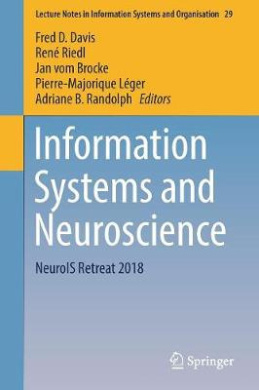 Lecture Notes in Information Systems and Organisation 29
Fred D. Davis
René Riedl
Jan vom Brocke
Pierre-Majorique Léger
Adriane B. Randolph Editors
Information
Systems and
Neuroscience
NeuroIS Retreat 2018
Springer